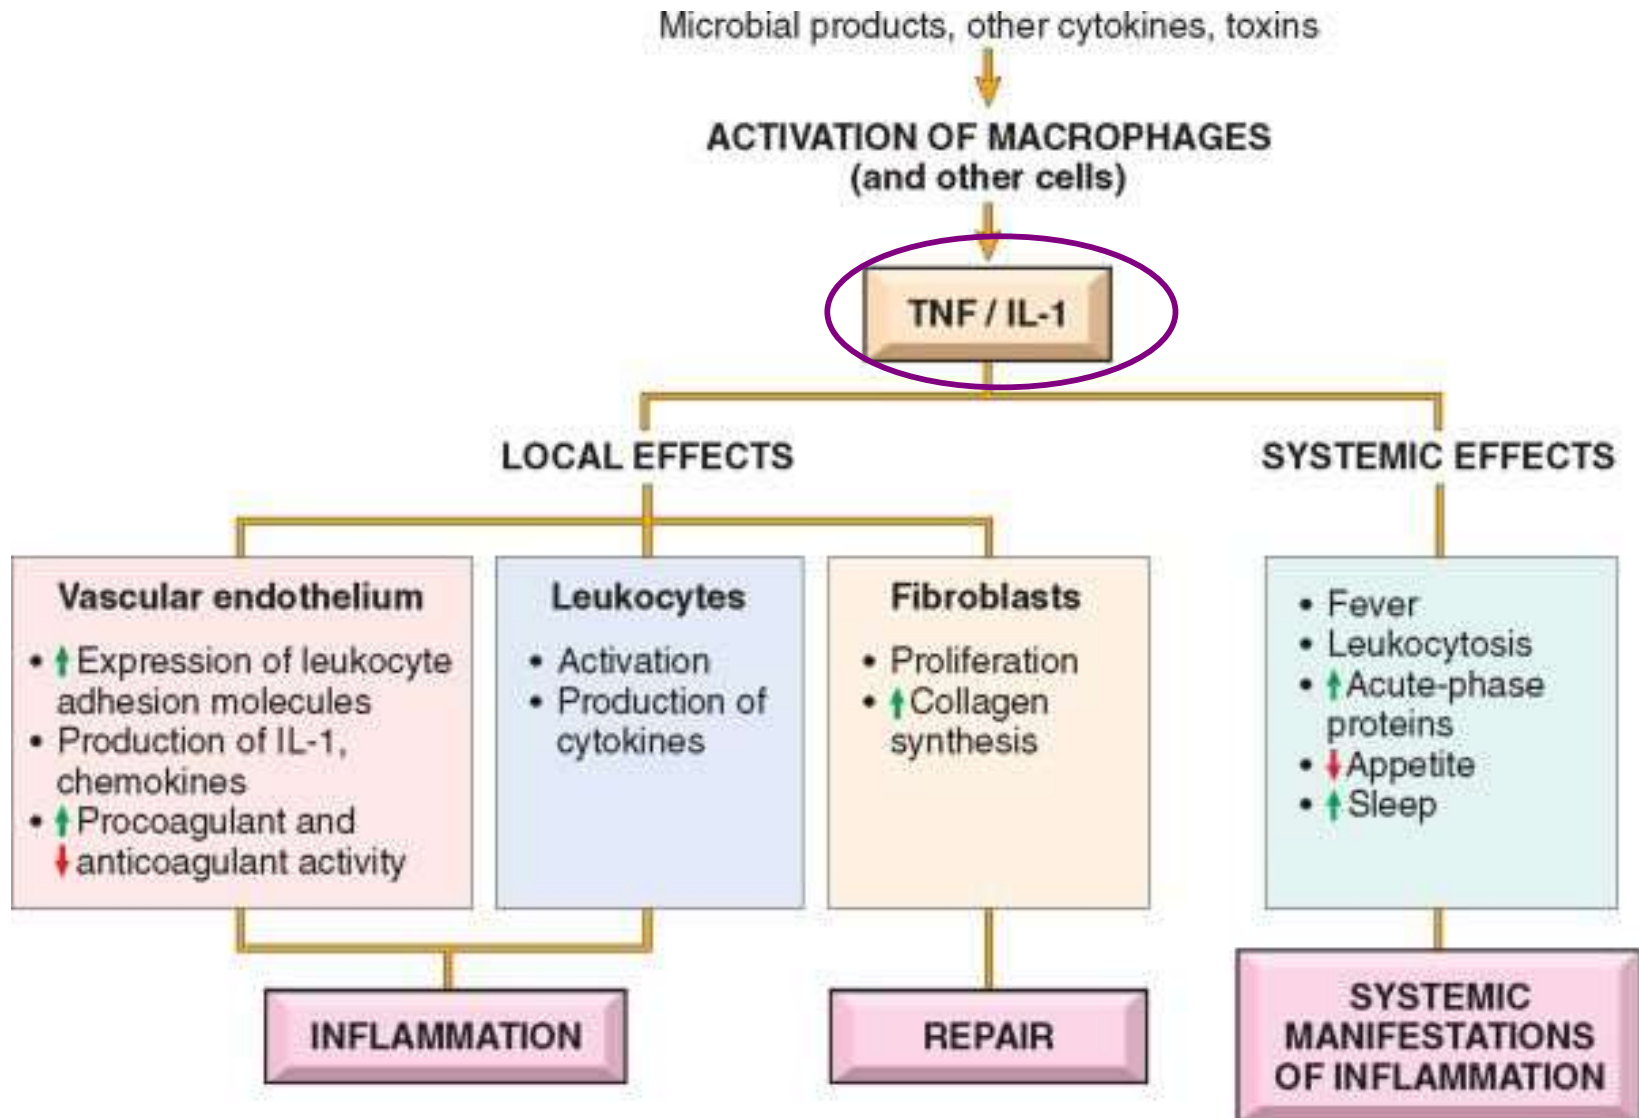 Microbial products, other cytokines, toxins
ACTIVATION OF MACROPHAGES
(and other cells)
TNF / IL-1
LOCAL EFFECTS
SYSTEMIC EFFECTS
Vascular endothelium
• ↑ Expression of leukocyte
adhesion molecules
• Production of IL-1,
chemokines
• ↑ Procoagulant and
↓ anticoagulant activity
Leukocytes
• Activation
• Production of
cytokines
Fibroblasts
• Proliferation
• ↑ Collagen
synthesis
• Fever
• Leukocytosis
• ↑ Acute-phase
proteins
• ↓ Appetite
• ↑ Sleep
INFLAMMATION
REPAIR
SYSTEMIC
MANIFESTATIONS
OF INFLAMMATION